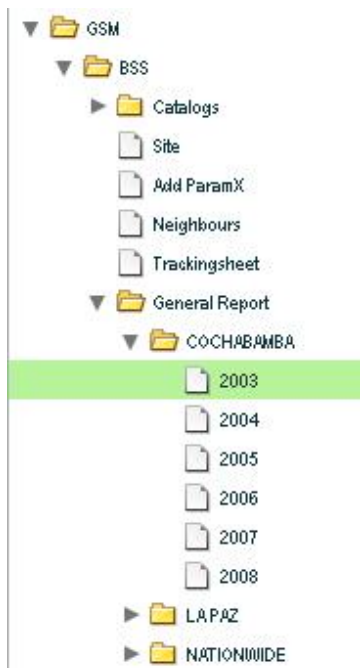 GSM
BSS
Catalogs
Site
Add ParamX
Neighbours
Trackingsheet
General Report
COCHABAMBA
2003
2004
2005
2006
2007
2008
LA PAZ
NATIONWIDE